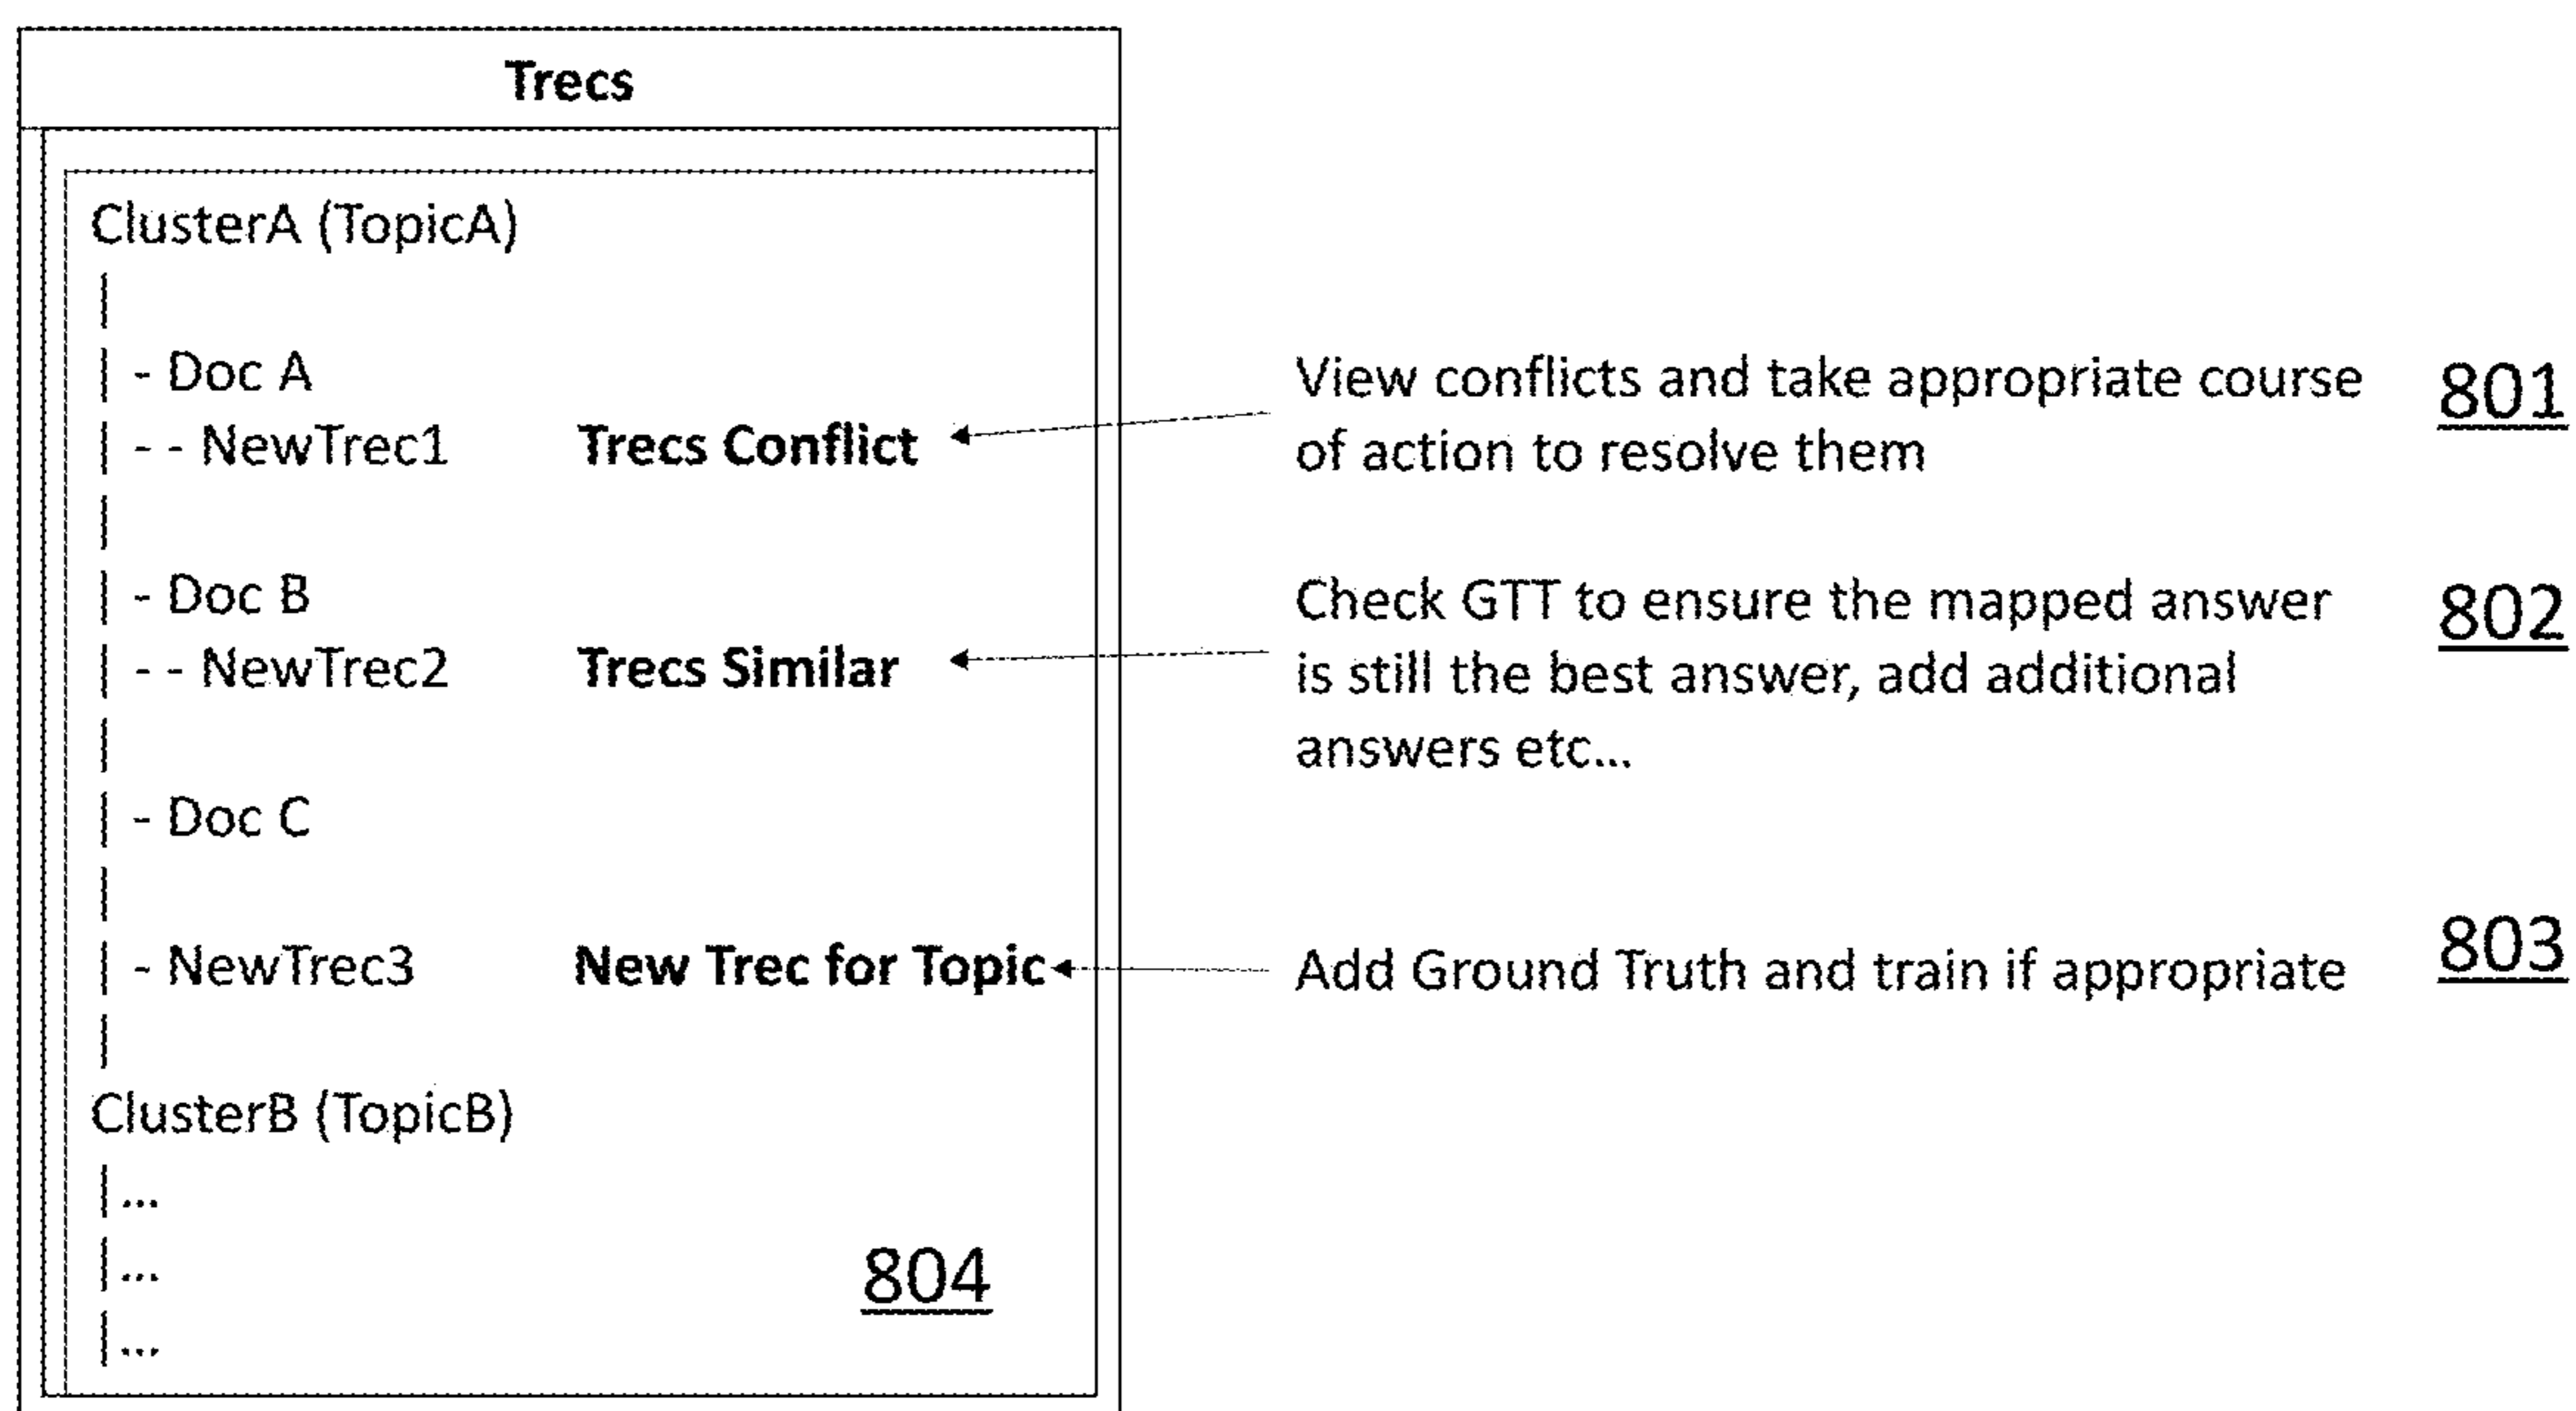 Trecs
ClusterA (TopicA)
|
| - Doc A
| - - NewTrec1 Trecs Conflict
|
| - Doc B
| - - NewTrec2 Trecs Similar
|
| - Doc C
|
| - NewTrec3 New Trec for Topic
|
ClusterB (TopicB)
|...
|...
|...
804
View conflicts and take appropriate course
of action to resolve them
801
Check GTT to ensure the mapped answer
is still the best answer, add additional
answers etc...
802
Add Ground Truth and train if appropriate
803